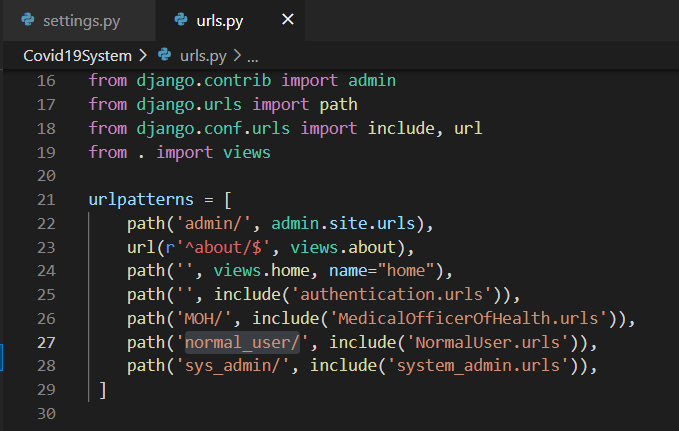 settings.py urls.py ×
Covid19System > urls.py > ...
16 from django.contrib import admin
17 from django.urls import path
18 from django.conf.urls import include, url
19 from . import views
20
21 urlpatterns = [
22     path('admin/', admin.site.urls),
23     url(r'^about/$', views.about),
24     path('', views.home, name="home"),
25     path('', include('authentication.urls')),
26     path('MOH/', include('MedicalOfficerOfHealth.urls')),
27     path('normal_user/', include('NormalUser.urls')),
28     path('sys_admin/', include('system_admin.urls')),
29  ]
30